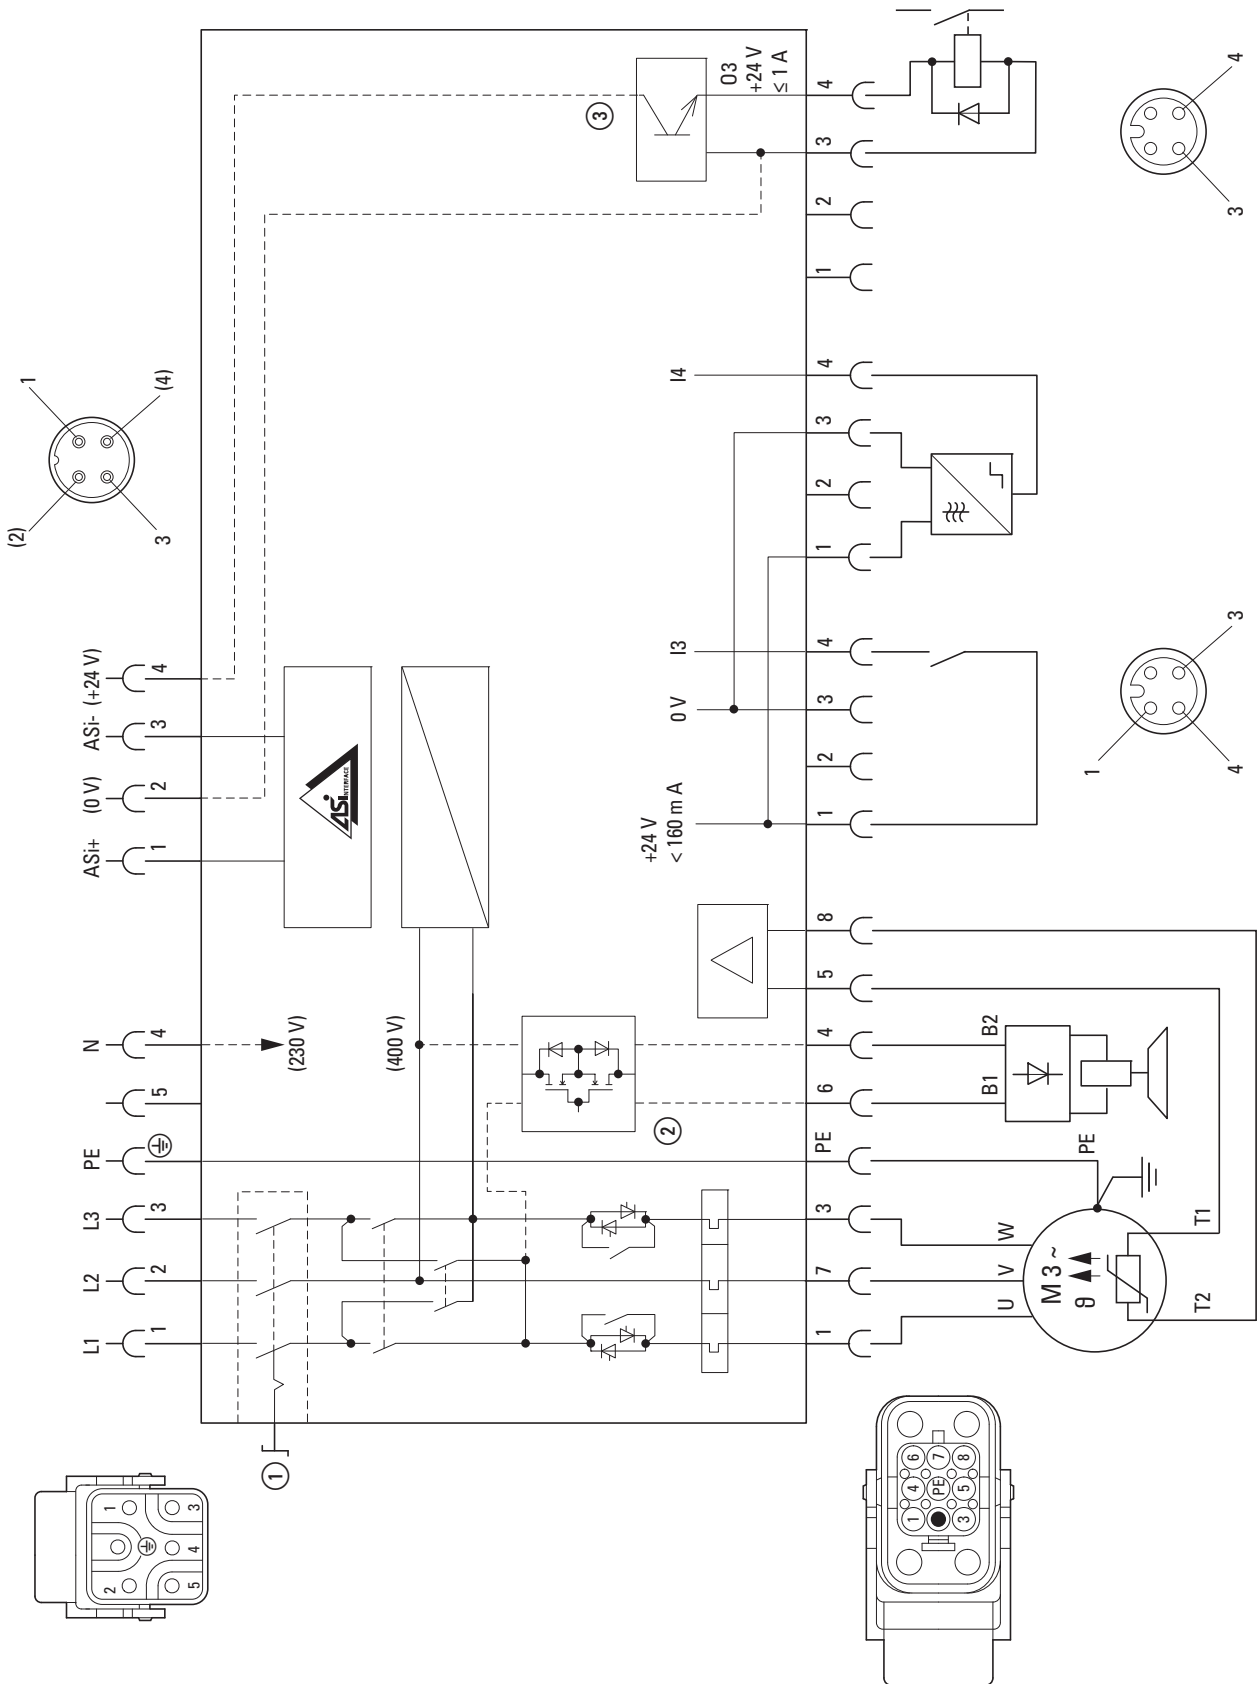 L1
L2
L3
PE
N
ASi+
(0 V)
ASi-
(+24 V)
1
2
3
5
4
1
2
3
4
(2)
1
3
(4)
1
(230 V)
(400 V)
ASi
INTERFACE
2
3
+24 V
< 160 m A
0 V
I3
I4
O3
+24 V
≤ 1 A
1
7
3
PE
6
4
5
8
1
2
3
4
1
2
3
4
1
2
3
4
U
V
W
PE
B1
B2
M 3 ~
ϑ
T2
T1
1
4
3
3
4
2
1
5
4
3
1
4
6
PE
7
3
5
8